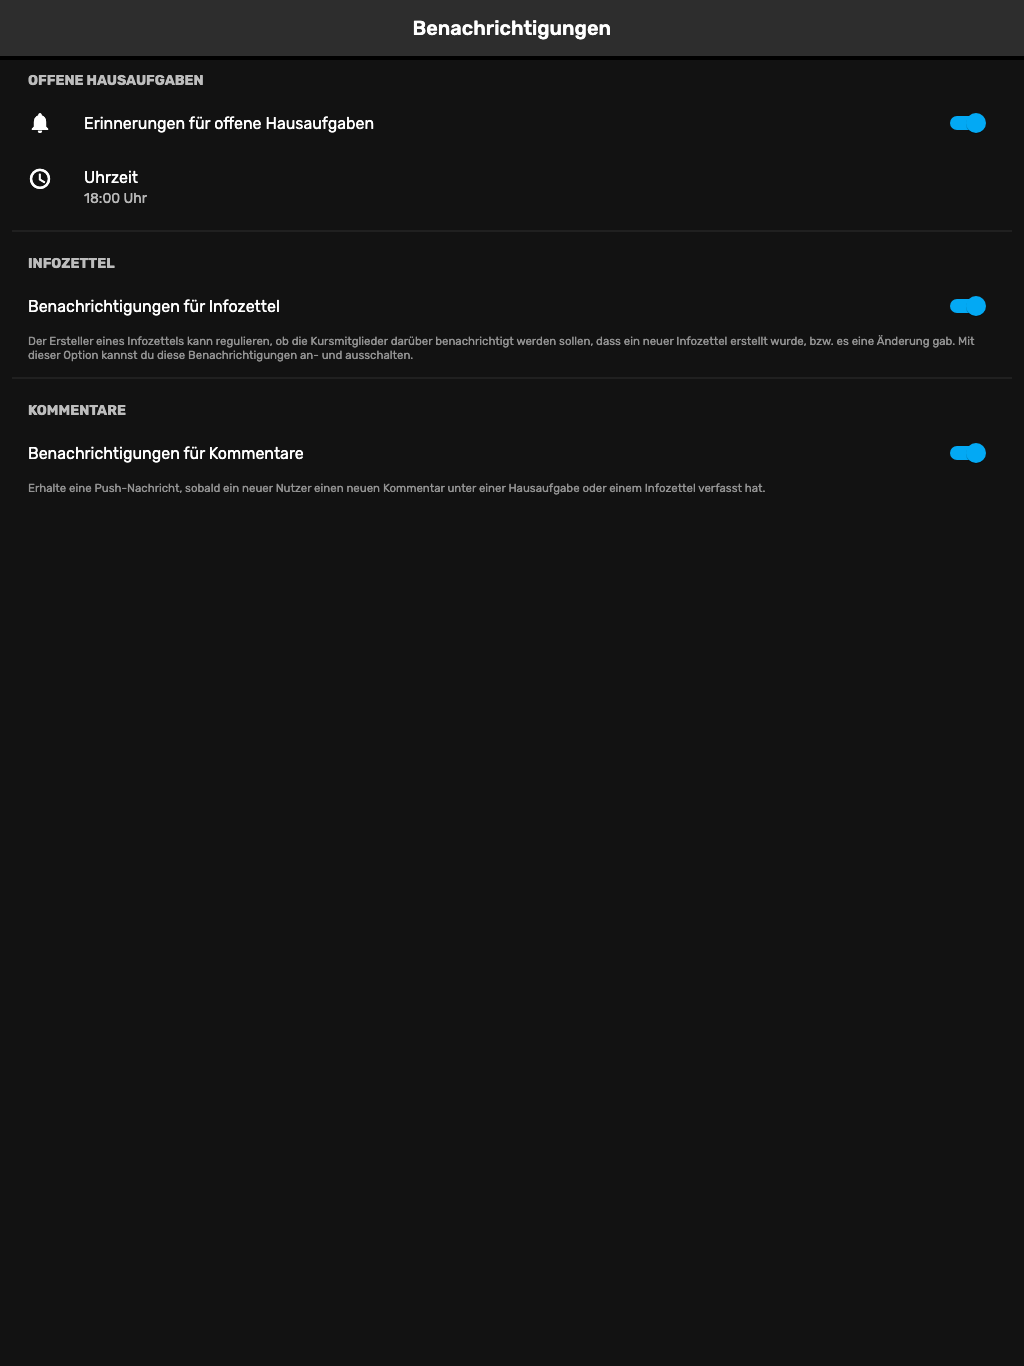 Benachrichtigungen
OFFENE HAUSAUFGABEN
Erinnerungen für offene Hausaufgaben
Uhrzeit
18:00 Uhr
INFOZETTEL
Benachrichtigungen für Infozettel
Der Ersteller eines Infozettels kann regulieren, ob die Kursmitglieder darüber benachrichtigt werden sollen, dass ein neuer Infozettel erstellt wurde, bzw. es eine Änderung gab. Mit
dieser Option kannst du diese Benachrichtigungen an- und ausschalten.
KOMMENTARE
Benachrichtigungen für Kommentare
Erhalte eine Push-Nachricht, sobald ein neuer Nutzer einen neuen Kommentar unter einer Hausaufgabe oder einem Infozettel verfasst hat.